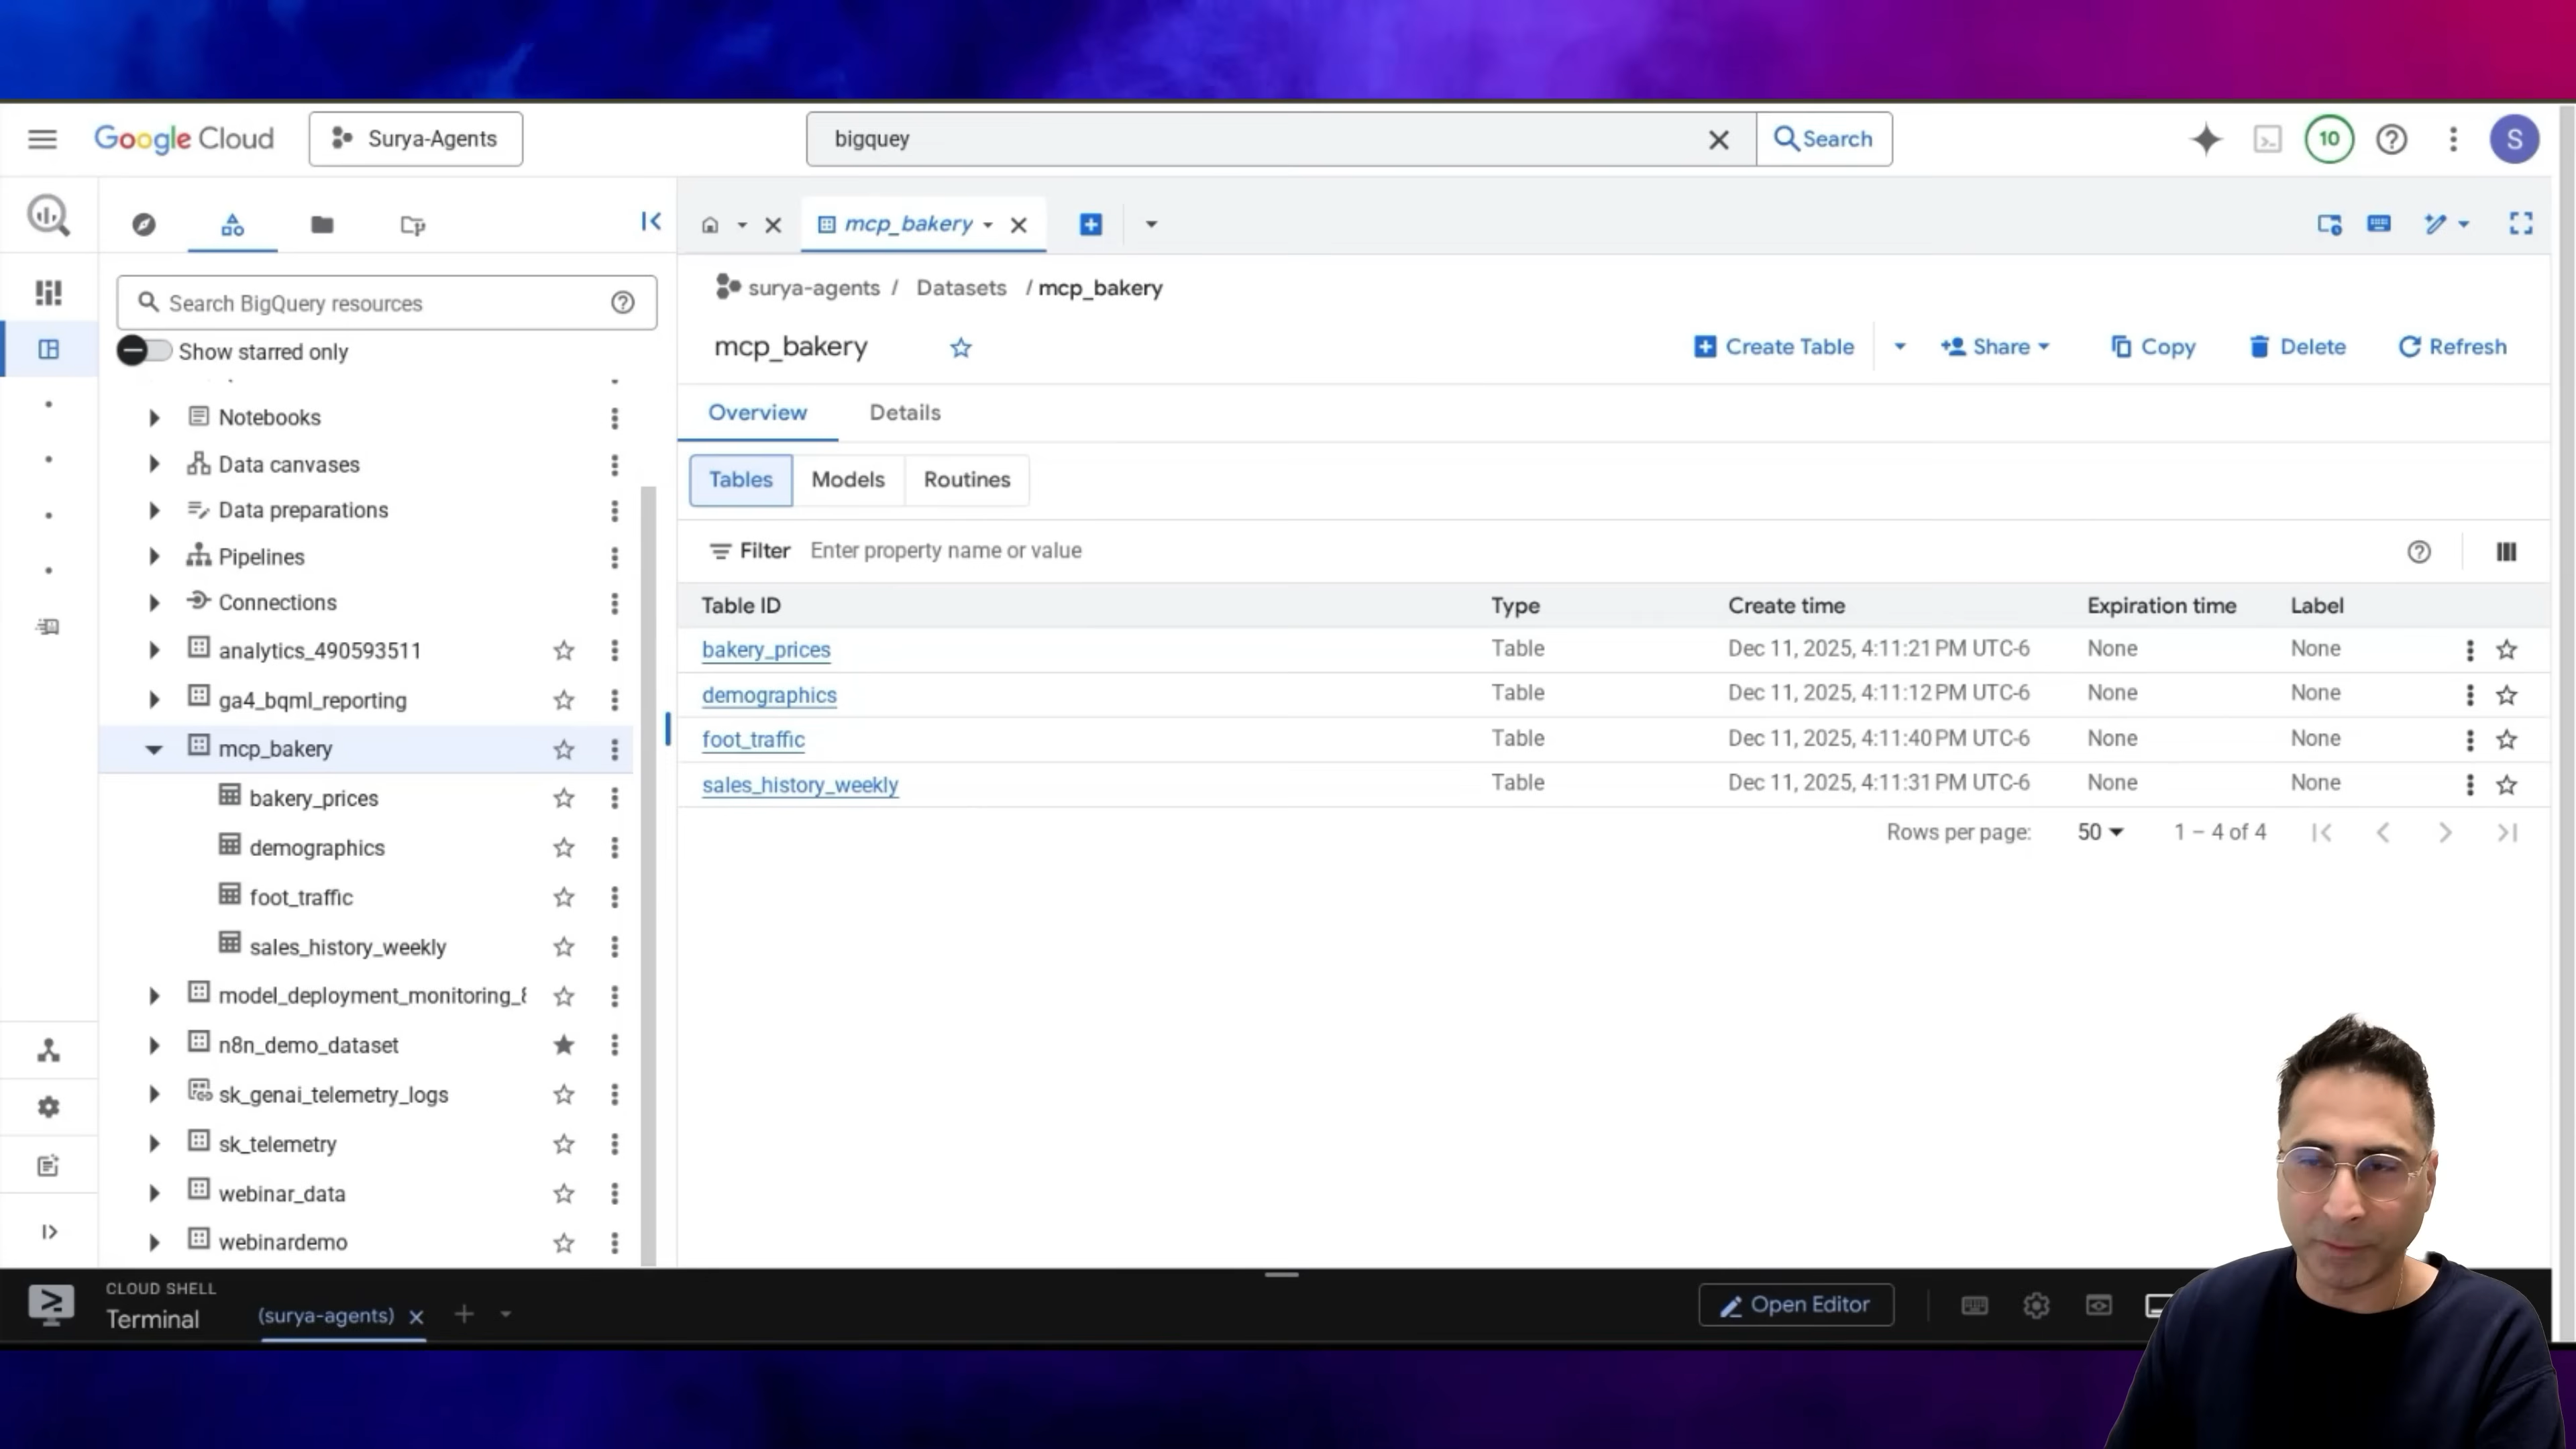 Google Cloud
Surya-Agents
bigquey
Search
10
S
mcp_bakery
Search BigQuery resources
Show starred only
Notebooks
Data canvases
Data preparations
Pipelines
Connections
analytics_490593511
ga4_bqml_reporting
mcp_bakery
bakery_prices
demographics
foot_traffic
sales_history_weekly
model_deployment_monitoring_8
n8n_demo_dataset
sk_genai_telemetry_logs
sk_telemetry
webinar_data
webinardemo
surya-agents / Datasets / mcp_bakery
mcp_bakery
Create Table
Share
Copy
Delete
Refresh
Overview Details
Tables Models Routines
Filter Enter property name or value
Table ID Type Create time Expiration time Label
bakery_prices Table Dec 11, 2025, 4:11:21 PM UTC-6 None None
demographics Table Dec 11, 2025, 4:11:12 PM UTC-6 None None
foot_traffic Table Dec 11, 2025, 4:11:40 PM UTC-6 None None
sales_history_weekly Table Dec 11, 2025, 4:11:31 PM UTC-6 None None
Rows per page: 50 1 – 4 of 4
CLOUD SHELL
Terminal
(surya-agents)
Open Editor